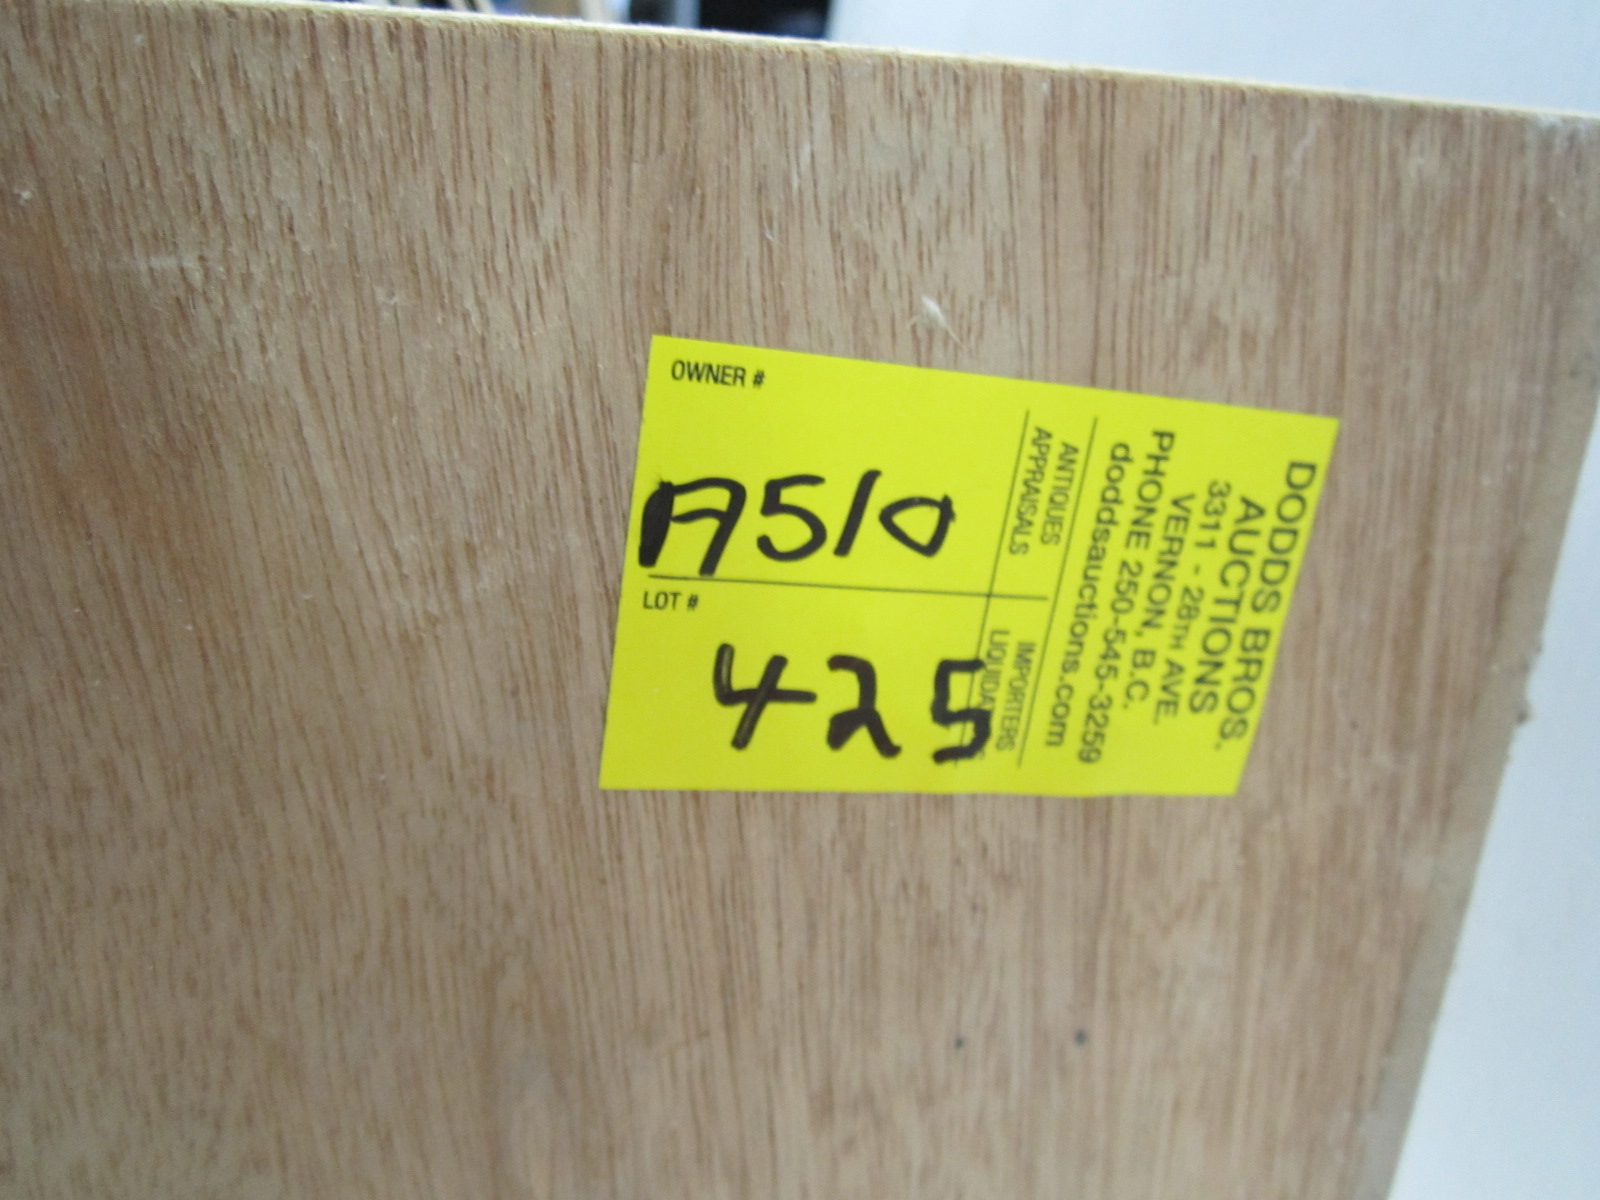 OWNER #
A510
LOT #
425
DODDS BROS.
AUCTIONS
3311 - 28TH AVE.
VERNON, B.C.
PHONE 250-545-3259
doddsauctions.com
ANTIQUES
APPRAISALS
IMPORTERS